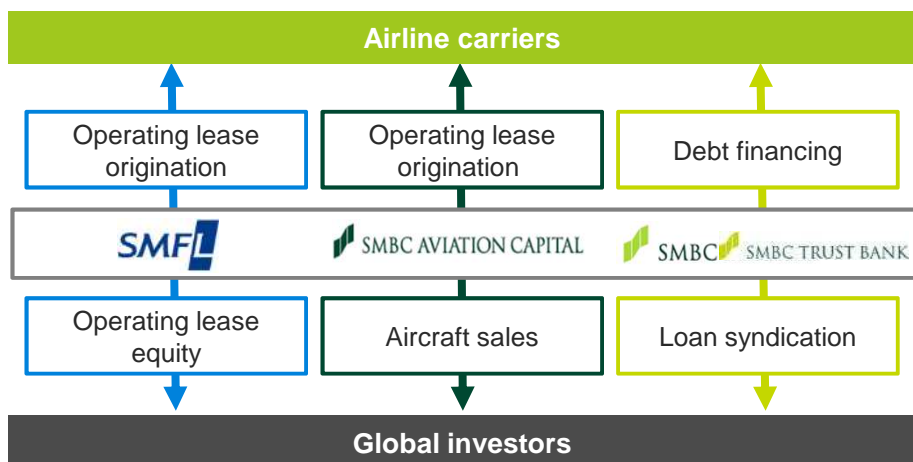 Airline carriers
Operating lease
origination
Operating lease
origination
Debt financing
SMFL
SMBC AVIATION CAPITAL
SMBC
SMBC TRUST BANK
Operating lease
equity
Aircraft sales
Loan syndication
Global investors